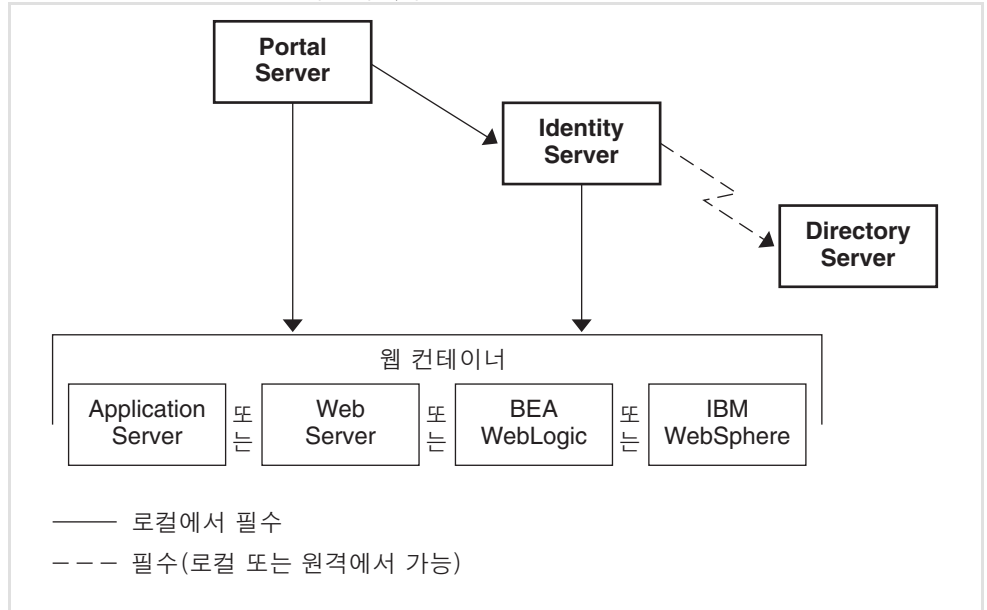 Portal
Server
Identity
Server
Directory
Server
웹 컨테이너
Application
Server
또
는
Web
Server
또
는
BEA
WebLogic
또
는
IBM
WebSphere
로컬에서 필수
필수(로컬 또는 원격에서 가능)